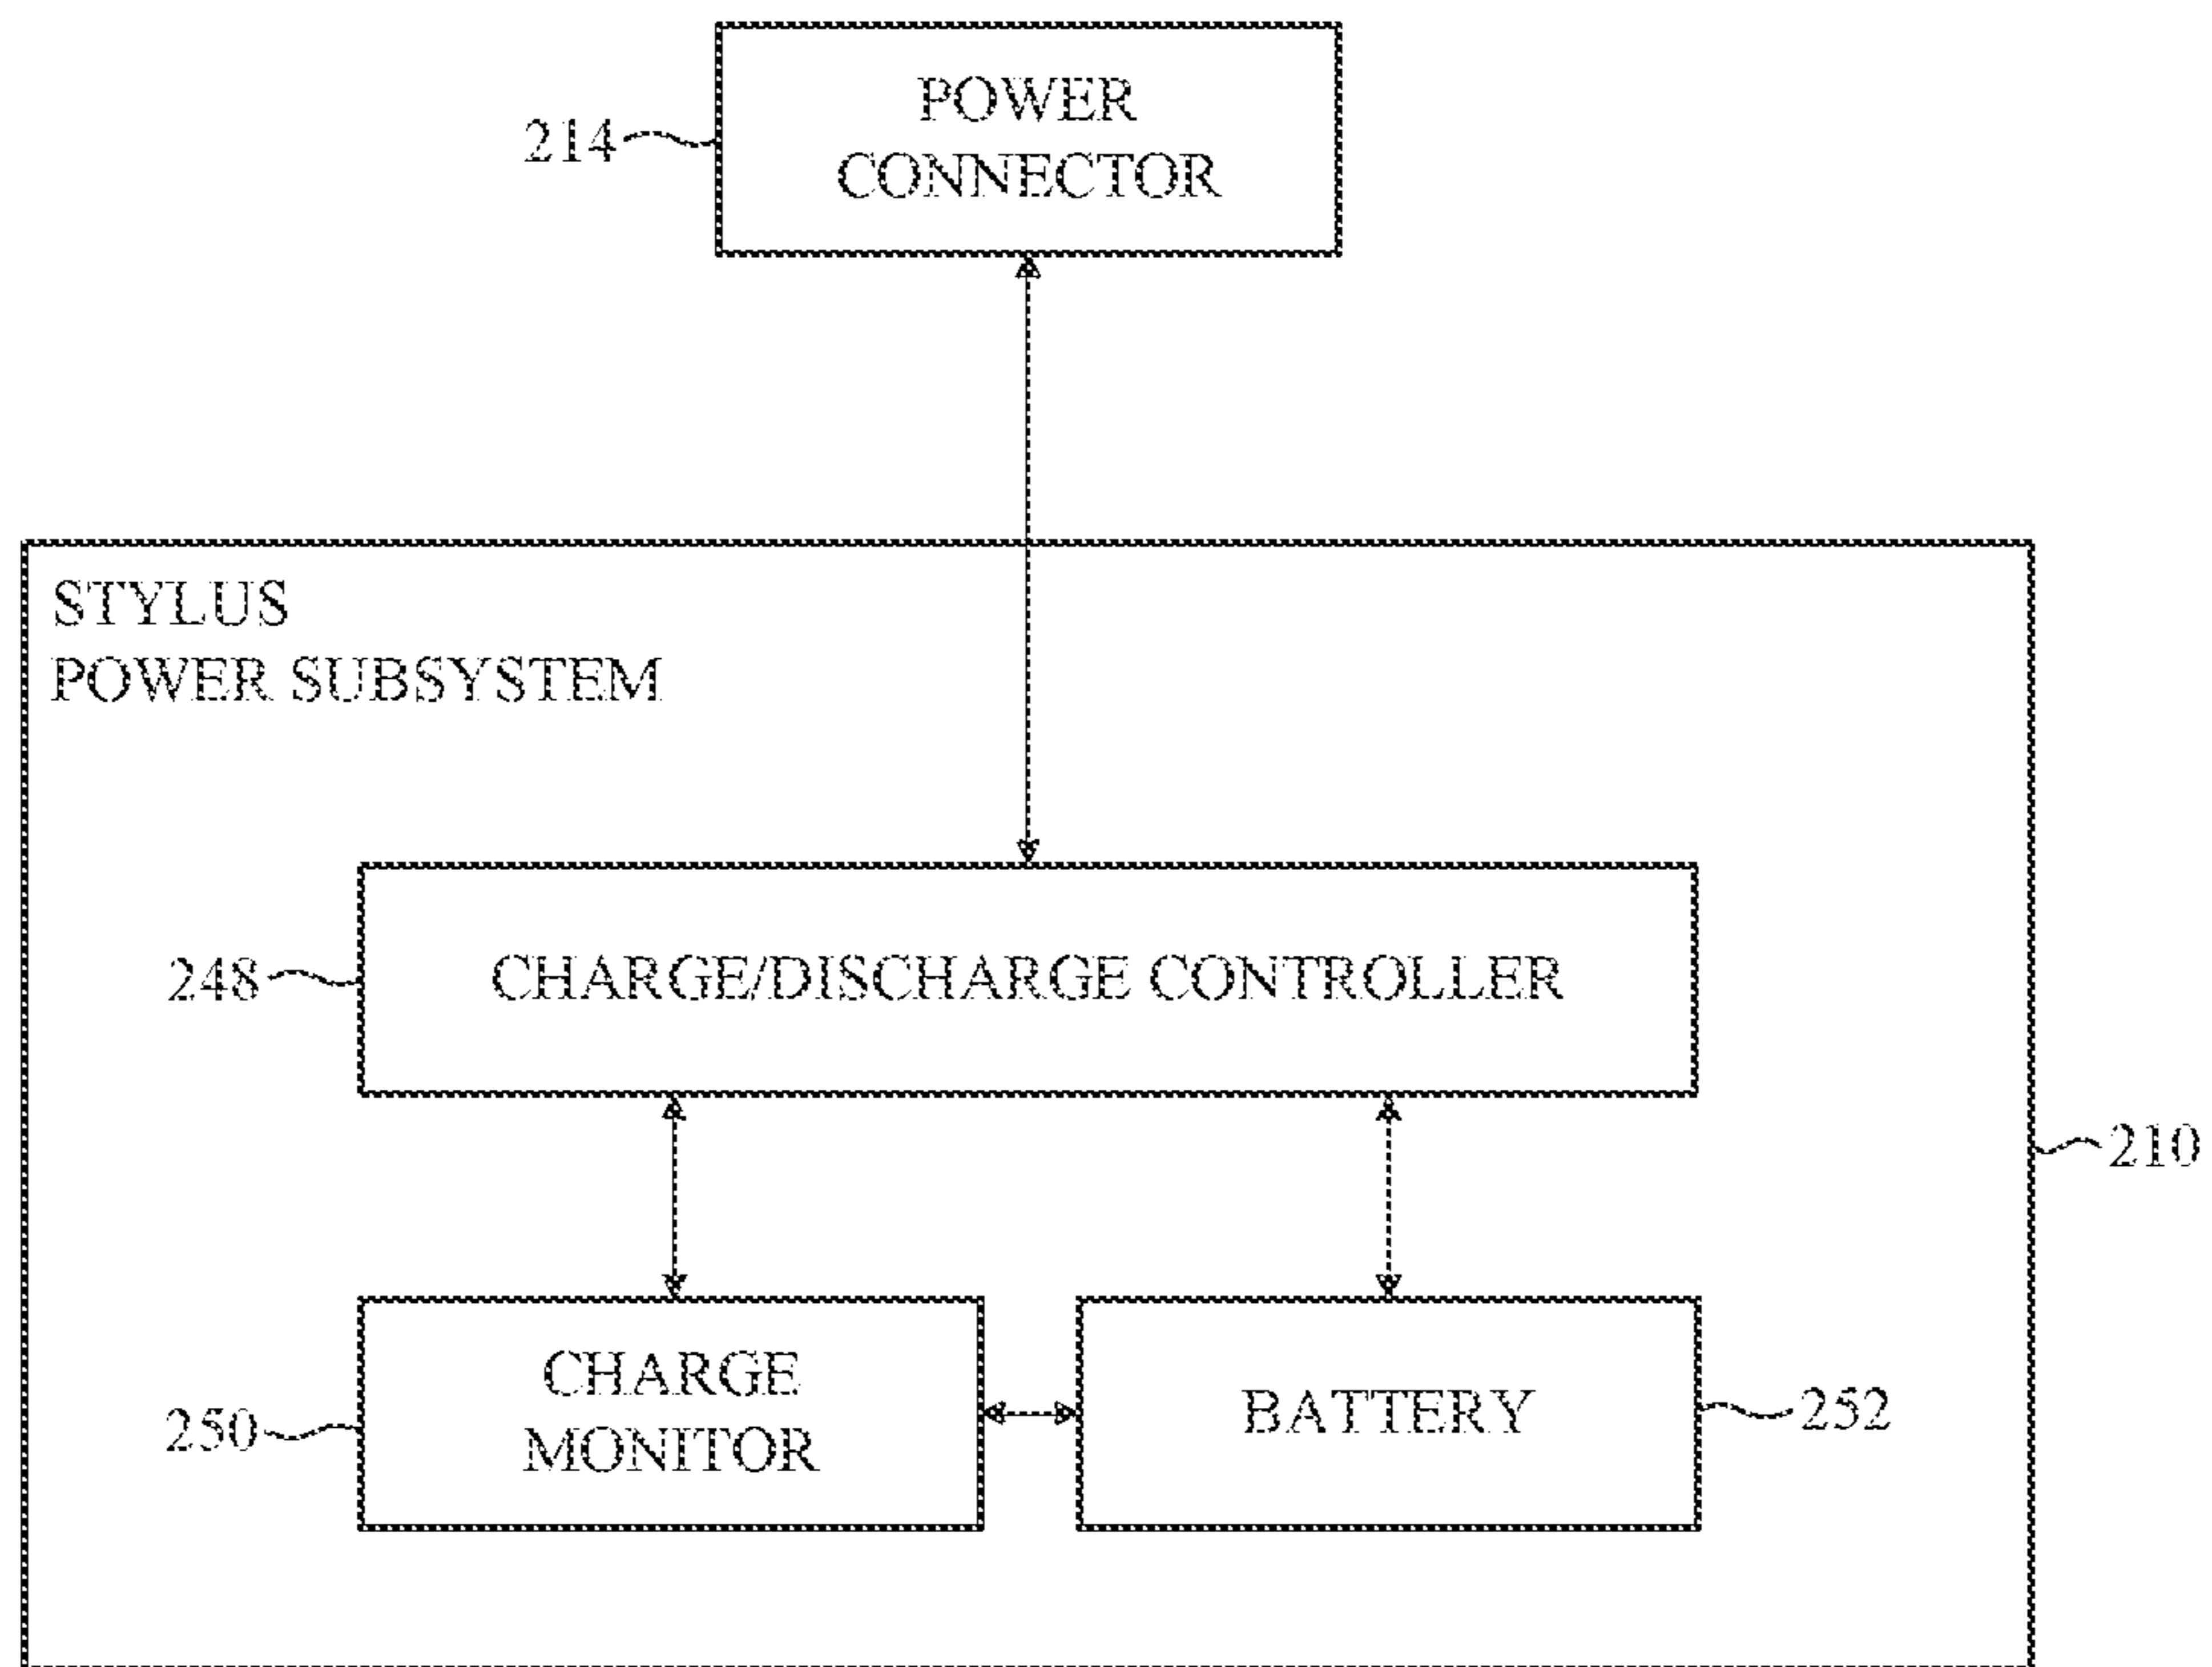 POWER
CONNECTOR
214
STYLUS
POWER SUBSYSTEM
CHARGE/DISCHARGE CONTROLLER
248
210
CHARGE
MONITOR
250
BATTERY
252